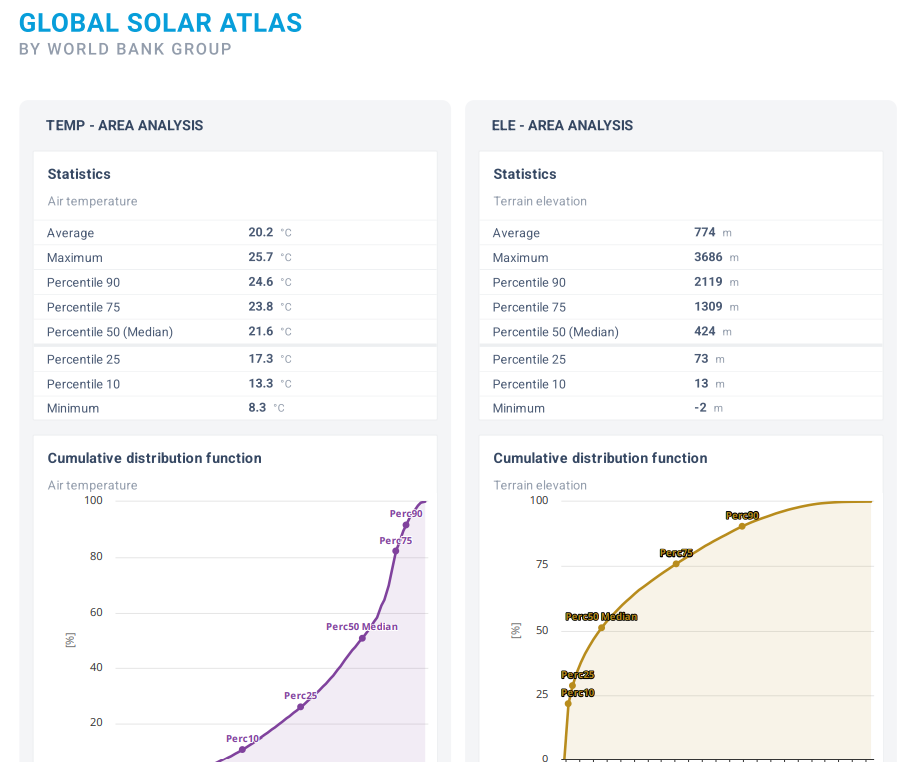 GLOBAL SOLAR ATLAS
BY WORLD BANK GROUP
TEMP - AREA ANALYSIS
Statistics
Air temperature
Average 20.2 °C
Maximum 25.7 °C
Percentile 90 24.6 °C
Percentile 75 23.8 °C
Percentile 50 (Median) 21.6 °C
Percentile 25 17.3 °C
Percentile 10 13.3 °C
Minimum 8.3 °C
Cumulative distribution function
Air temperature
100
80
60
40
20
[%]
Perc90
Perc75
Perc50 Median
Perc25
Perc10
ELE - AREA ANALYSIS
Statistics
Terrain elevation
Average 774 m
Maximum 3686 m
Percentile 90 2119 m
Percentile 75 1309 m
Percentile 50 (Median) 424 m
Percentile 25 73 m
Percentile 10 13 m
Minimum -2 m
Cumulative distribution function
Terrain elevation
100
75
50
25
0
[%]
Perc90
Perc75
Perc50 Median
Perc25
Perc10